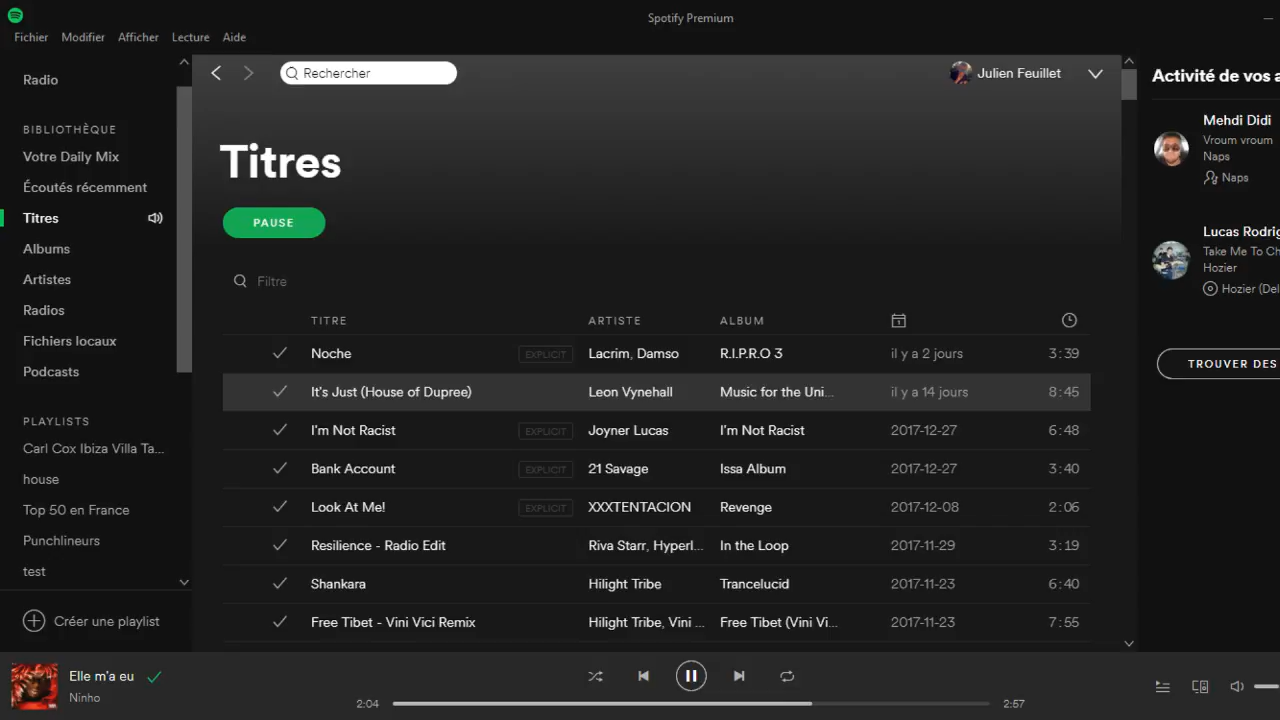 Spotify Premium
Fichier Modifier Afficher Lecture Aide
Radio
BIBLIOTHÈQUE
Votre Daily Mix
Écoutés récemment
Titres
Albums
Artistes
Radios
Fichiers locaux
Podcasts
PLAYLISTS
Carl Cox Ibiza Villa Ta...
house
Top 50 en France
Punchlineurs
test
Créer une playlist
Rechercher
Julien Feuillet
Titres
PAUSE
Filtre
TITRE ARTISTE ALBUM
Noche EXPLICIT Lacrim, Damso R.I.P.R.O 3 il y a 2 jours 3:39
It's Just (House of Dupree) Leon Vynehall Music for the Uni... il y a 14 jours 8:45
I'm Not Racist EXPLICIT Joyner Lucas I'm Not Racist 2017-12-27 6:48
Bank Account EXPLICIT 21 Savage Issa Album 2017-12-27 3:40
Look At Me! EXPLICIT XXXTENTACION Revenge 2017-12-08 2:06
Resilience - Radio Edit Riva Starr, Hyperl... In the Loop 2017-11-29 3:19
Shankara Hilight Tribe Trancelucid 2017-11-23 6:40
Free Tibet - Vini Vici Remix Hilight Tribe, Vini ... Free Tibet (Vini Vi... 2017-11-23 7:55
Activité de vos a
Mehdi Didi
Vroum vroum
Naps
Naps
Lucas Rodrig
Take Me To Ch
Hozier
Hozier (Del
TROUVER DES
Elle m'a eu
Ninho
2:04
2:57